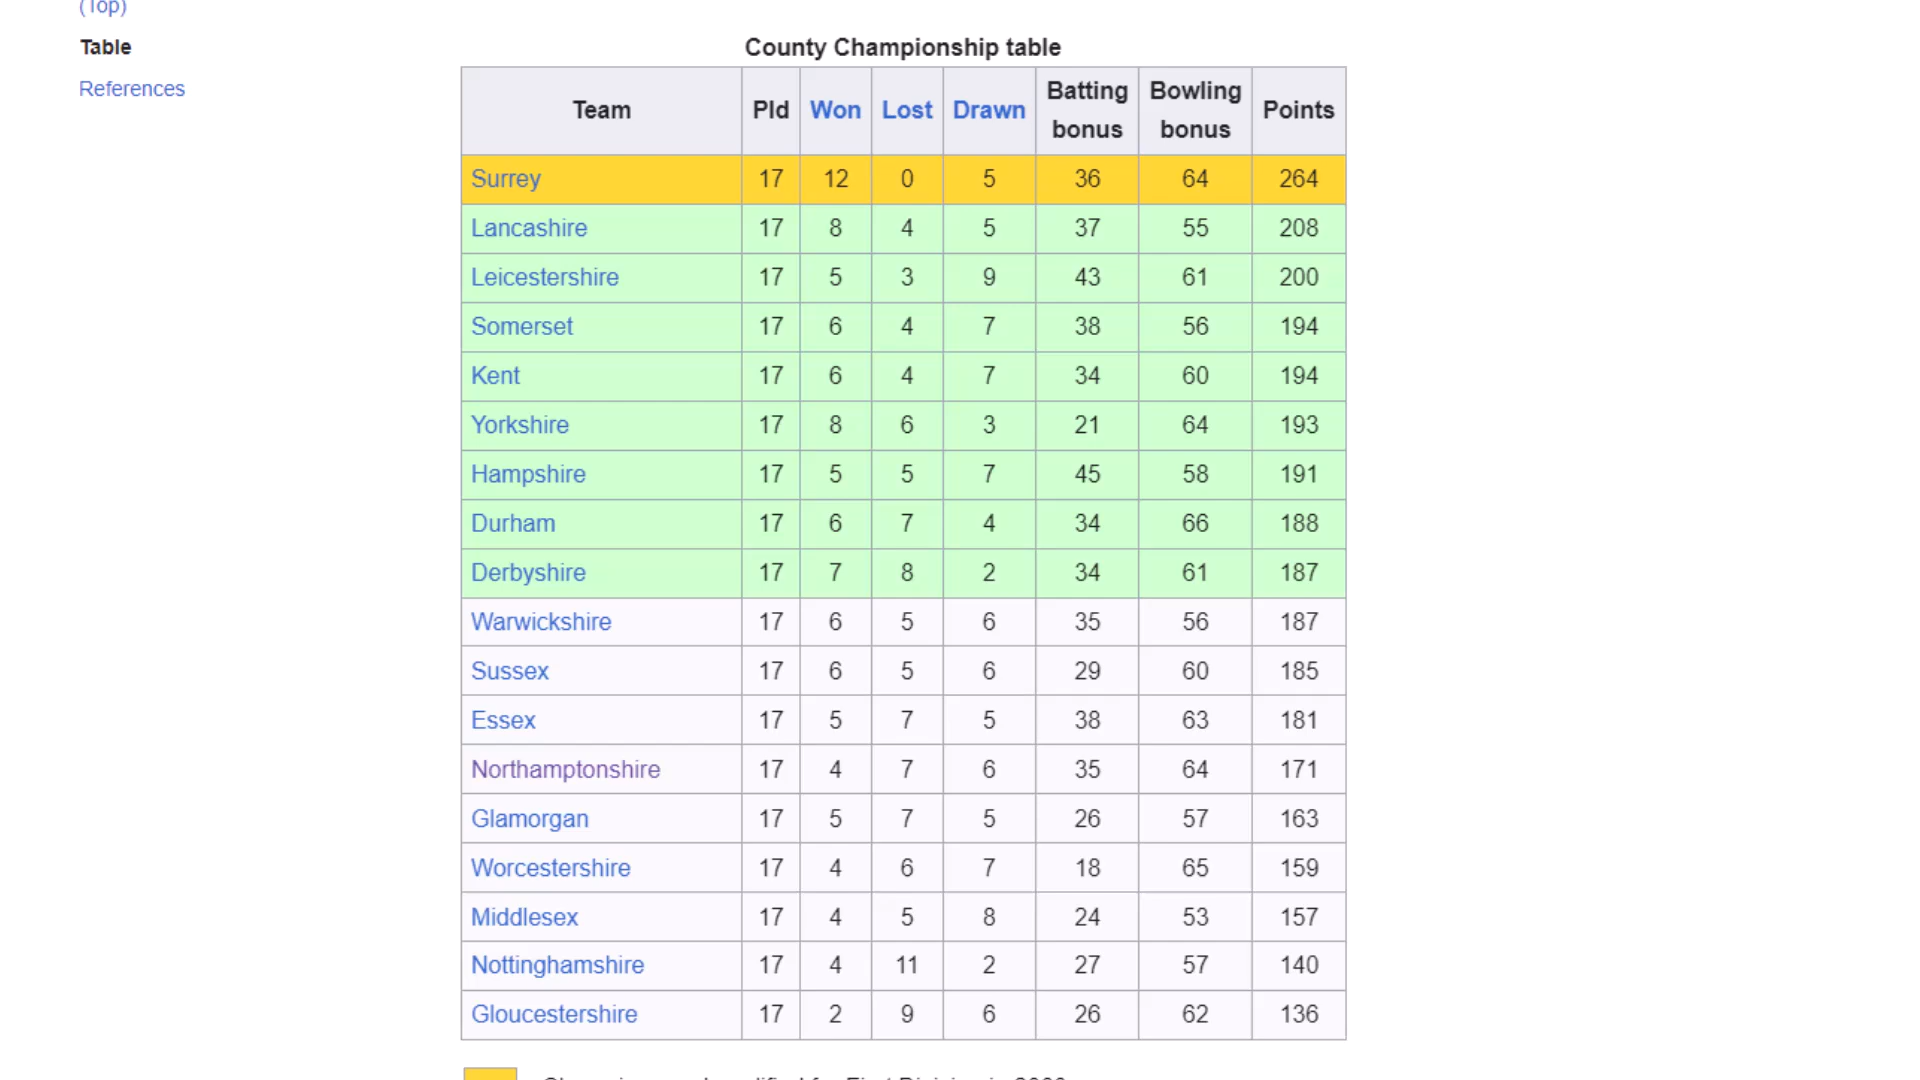 (Top)
Table
References
County Championship table
Team Pld Won Lost Drawn Batting bonus Bowling bonus Points
Surrey 17 12 0 5 36 64 264
Lancashire 17 8 4 5 37 55 208
Leicestershire 17 5 3 9 43 61 200
Somerset 17 6 4 7 38 56 194
Kent 17 6 4 7 34 60 194
Yorkshire 17 8 6 3 21 64 193
Hampshire 17 5 5 7 45 58 191
Durham 17 6 7 4 34 66 188
Derbyshire 17 7 8 2 34 61 187
Warwickshire 17 6 5 6 35 56 187
Sussex 17 6 5 6 29 60 185
Essex 17 5 7 5 38 63 181
Northamptonshire 17 4 7 6 35 64 171
Glamorgan 17 5 7 5 26 57 163
Worcestershire 17 4 6 7 18 65 159
Middlesex 17 4 5 8 24 53 157
Nottinghamshire 17 4 11 2 27 57 140
Gloucestershire 17 2 9 6 26 62 136